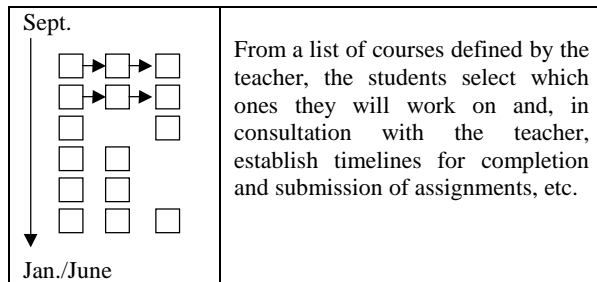 Sept.
Jan./June
From a list of courses defined by the
teacher, the students select which
ones they will work on and, in
consultation with the teacher,
establish timelines for completion
and submission of assignments, etc.